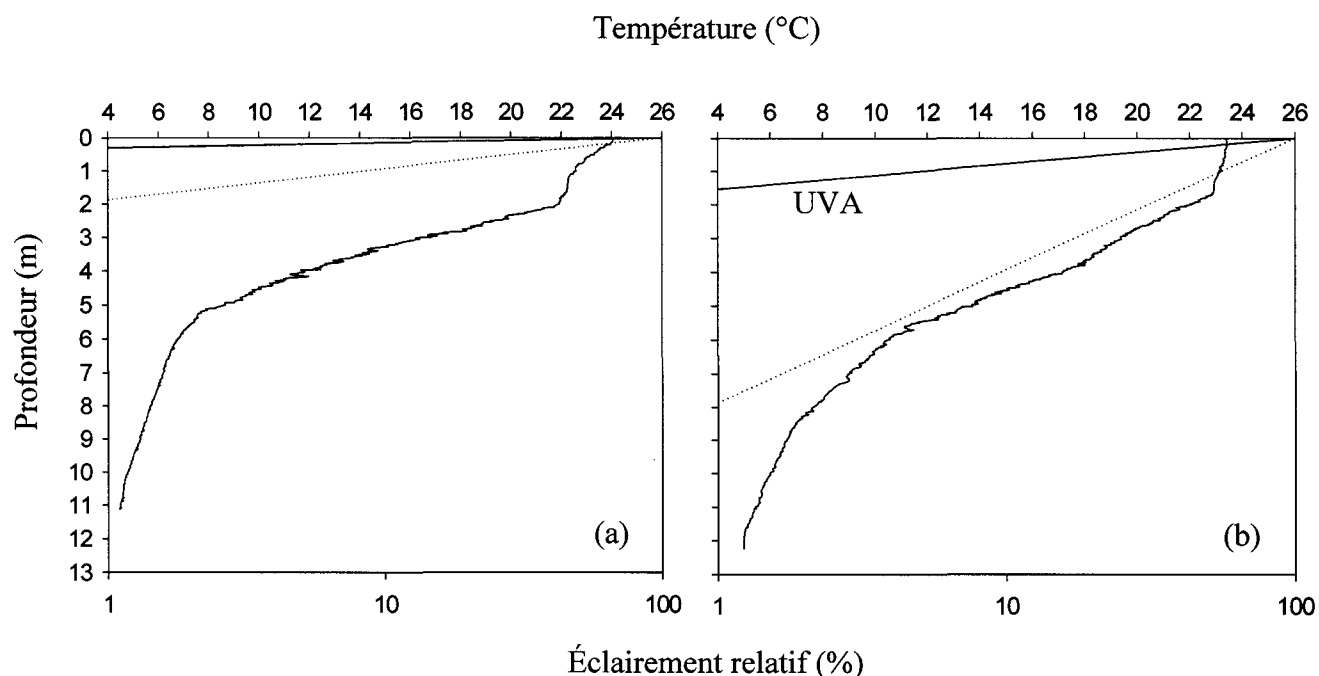 Température (°C)
4 6 8 10 12 14 16 18 20 22 24 26
4 6 8 10 12 14 16 18 20 22 24 26
Profondeur (m)
0
1
2
3
4
5
6
7
8
9
10
11
12
13
UVA
(a)
(b)
1 10 100
1 10 100
Éclairement relatif (%)